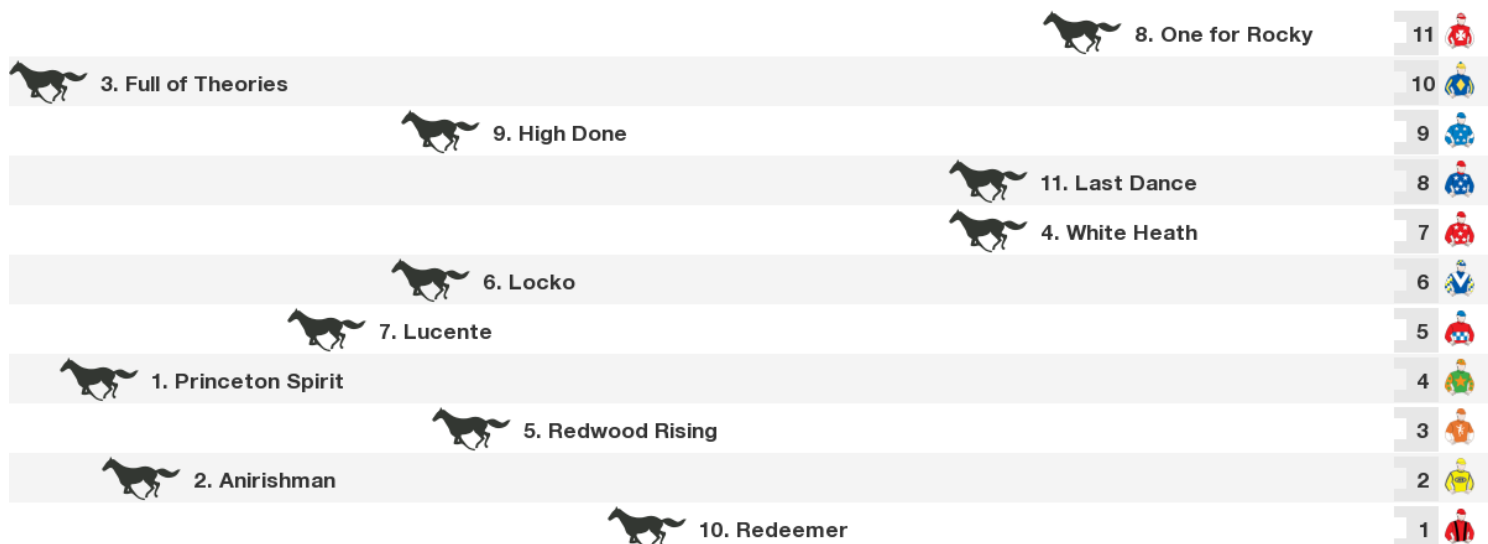 8. One for Rocky 11
3. Full of Theories 10
9. High Done 9
11. Last Dance 8
4. White Heath 7
6. Locko 6
7. Lucente 5
1. Princeton Spirit 4
5. Redwood Rising 3
2. Anirishman 2
10. Redeemer 1